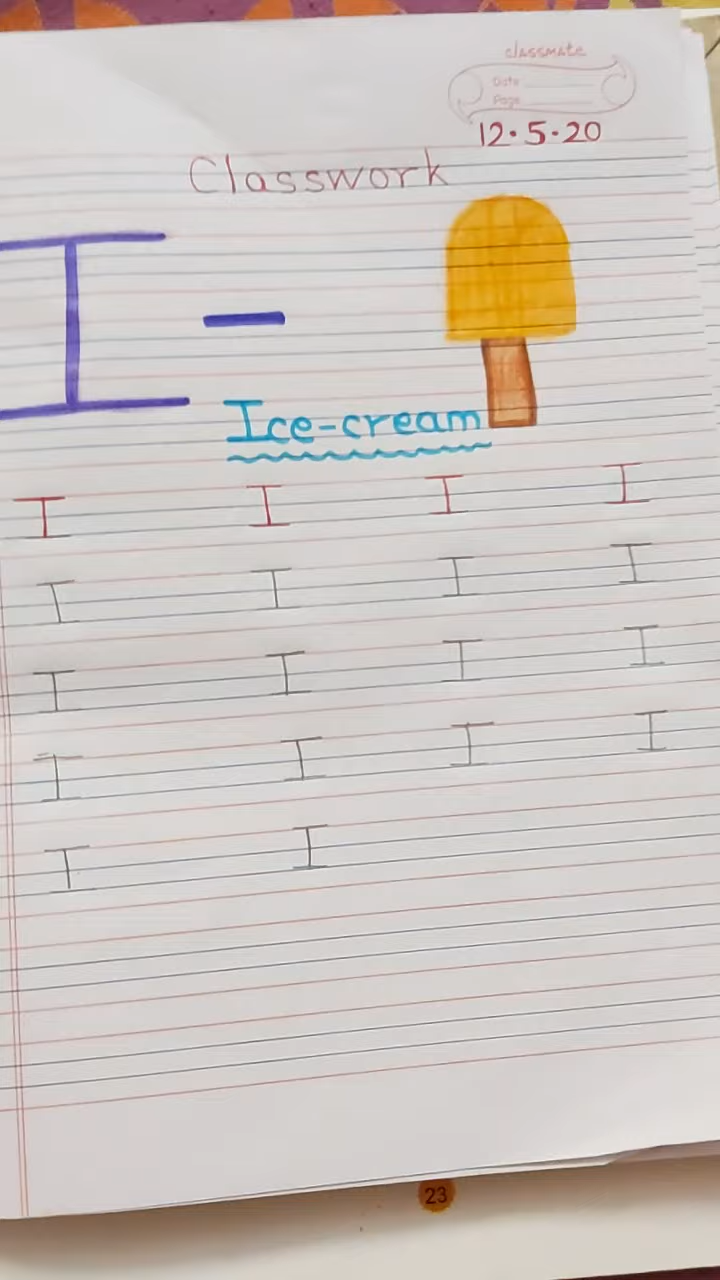 classmate
Date
Page
12.5.20
Classwork
I -
Ice-cream
I I I I
I I I I
I I I I
I I I I
I I
23